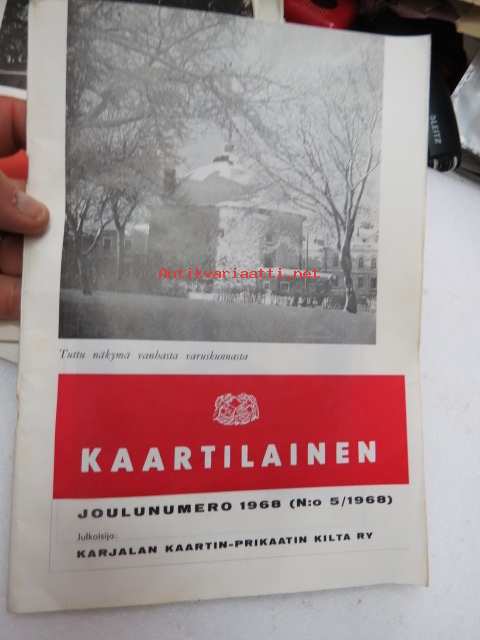 Antikvariaatti.net
Tuttu näkymä vanhasta varuskunnasta
KAARTILAINEN
JOULUNUMERO 1968 (N:o 5/1968)
Julkaisija:
KARJALAN KAARTIN-PRIKAATIN KILTA RY